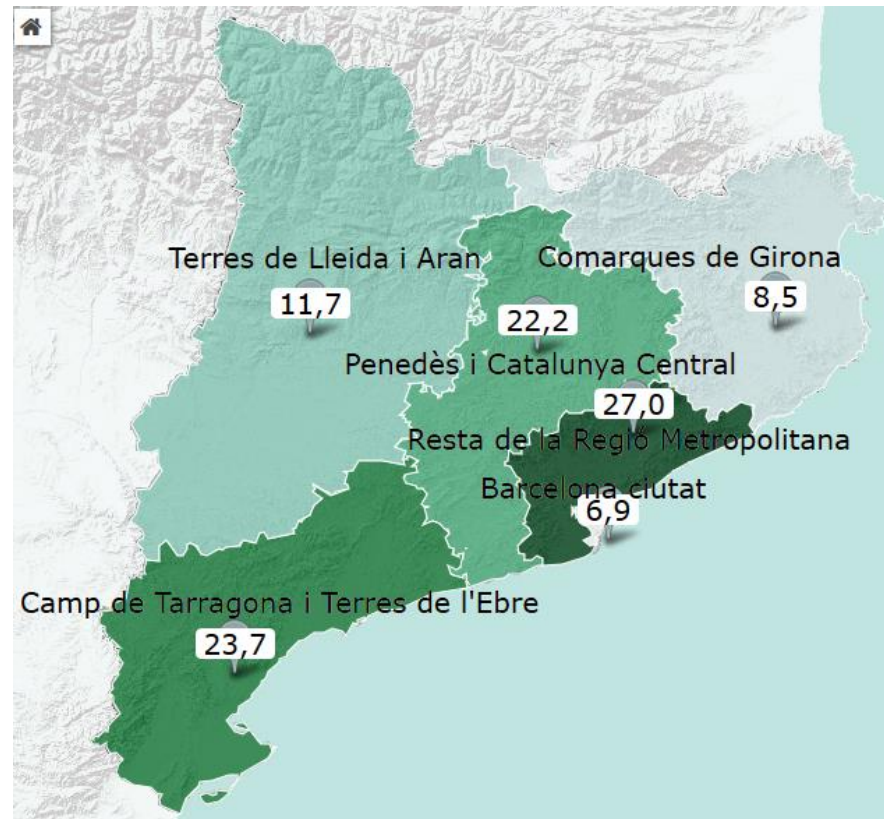 Terres de Lleida i Aran
11,7
Comarques de Girona
8,5
22,2
Penedès i Catalunya Central
27,0
Resta de la Regió Metropolitana
Barcelona ciutat
6,9
Camp de Tarragona i Terres de l'Ebre
23,7